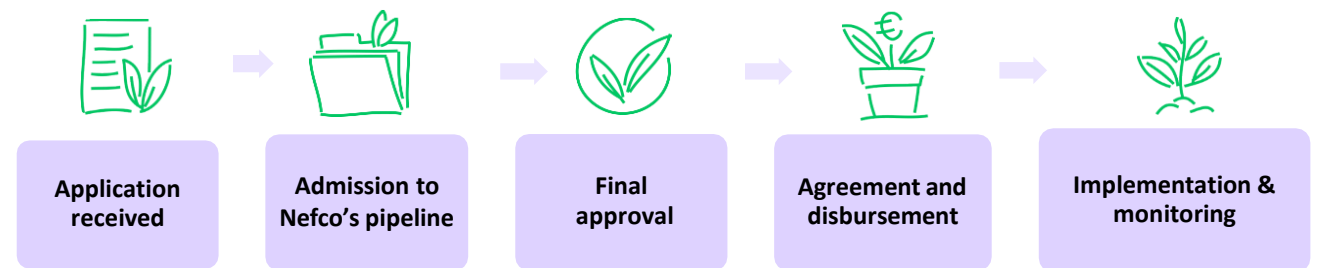 €
Application
received
Admission to
Nefco's pipeline
Final
approval
Agreement and
disbursement
Implementation &
monitoring